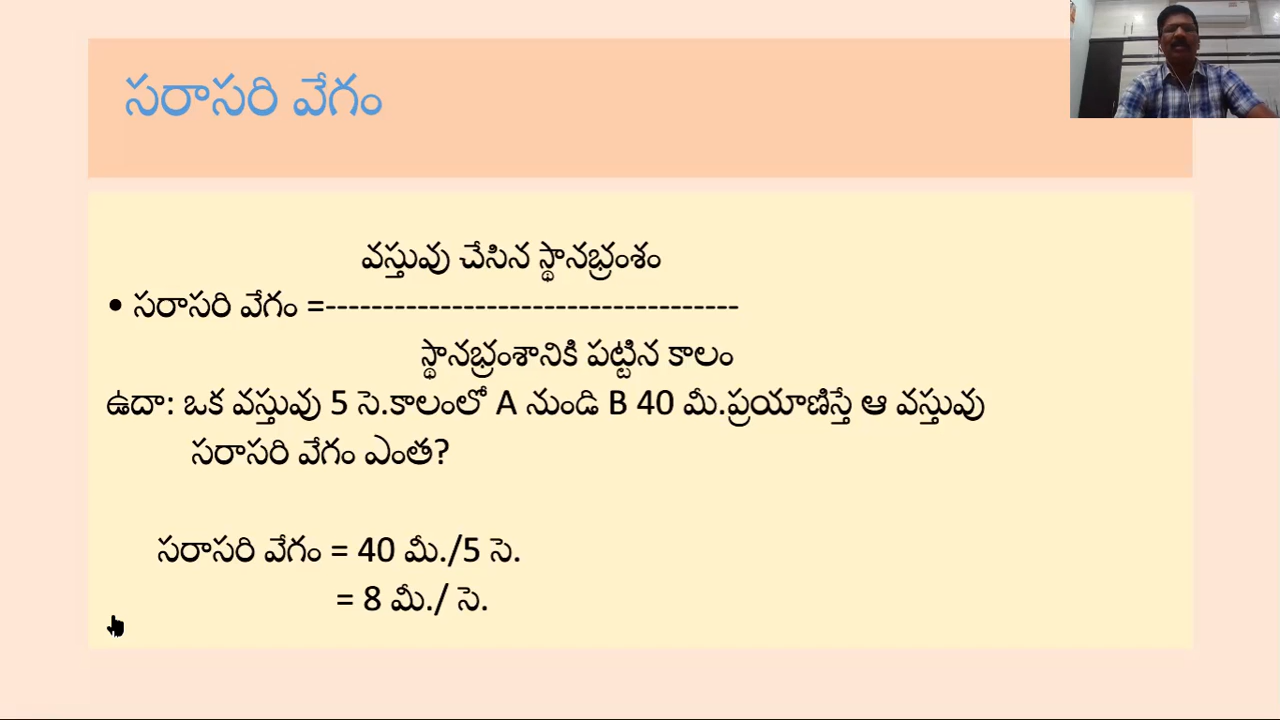 సరాసరి వేగం
వస్తువు చేసిన స్థానభ్రంశం
• సరాసరి వేగం =------------------------------------
స్థానభ్రంశానికి పట్టిన కాలం
ఉదా: ఒక వస్తువు 5 సె.కాలంలో A నుండి B 40 మీ.ప్రయాణిస్తే ఆ వస్తువు
సరాసరి వేగం ఎంత?
సరాసరి వేగం = 40 మీ./5 సె.
= 8 మీ./ సె.